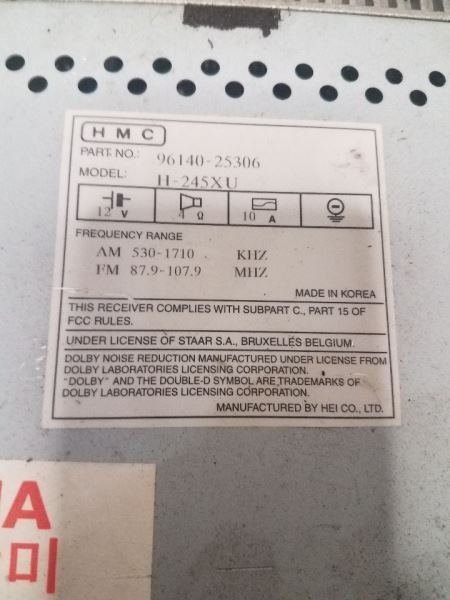 HMC
PART NO.: 96140-25306
MODEL: H-245XU
12 V 4 Ω 10 A
FREQUENCY RANGE
AM 530-1710 KHZ
FM 87.9-107.9 MHZ
MADE IN KOREA
THIS RECEIVER COMPLIES WITH SUBPART C., PART 15 OF
FCC RULES.
UNDER LICENSE OF STAAR S.A., BRUXELLES BELGIUM.
DOLBY NOISE REDUCTION MANUFACTURED UNDER LICENSE FROM
DOLBY LABORATORIES LICENSING CORPORATION.
"DOLBY" AND THE DOUBLE-D SYMBOL ARE TRADEMARKS OF
DOLBY LABORATORIES LICENSING CORPORATION.
MANUFACTURED BY HEI CO., LTD.